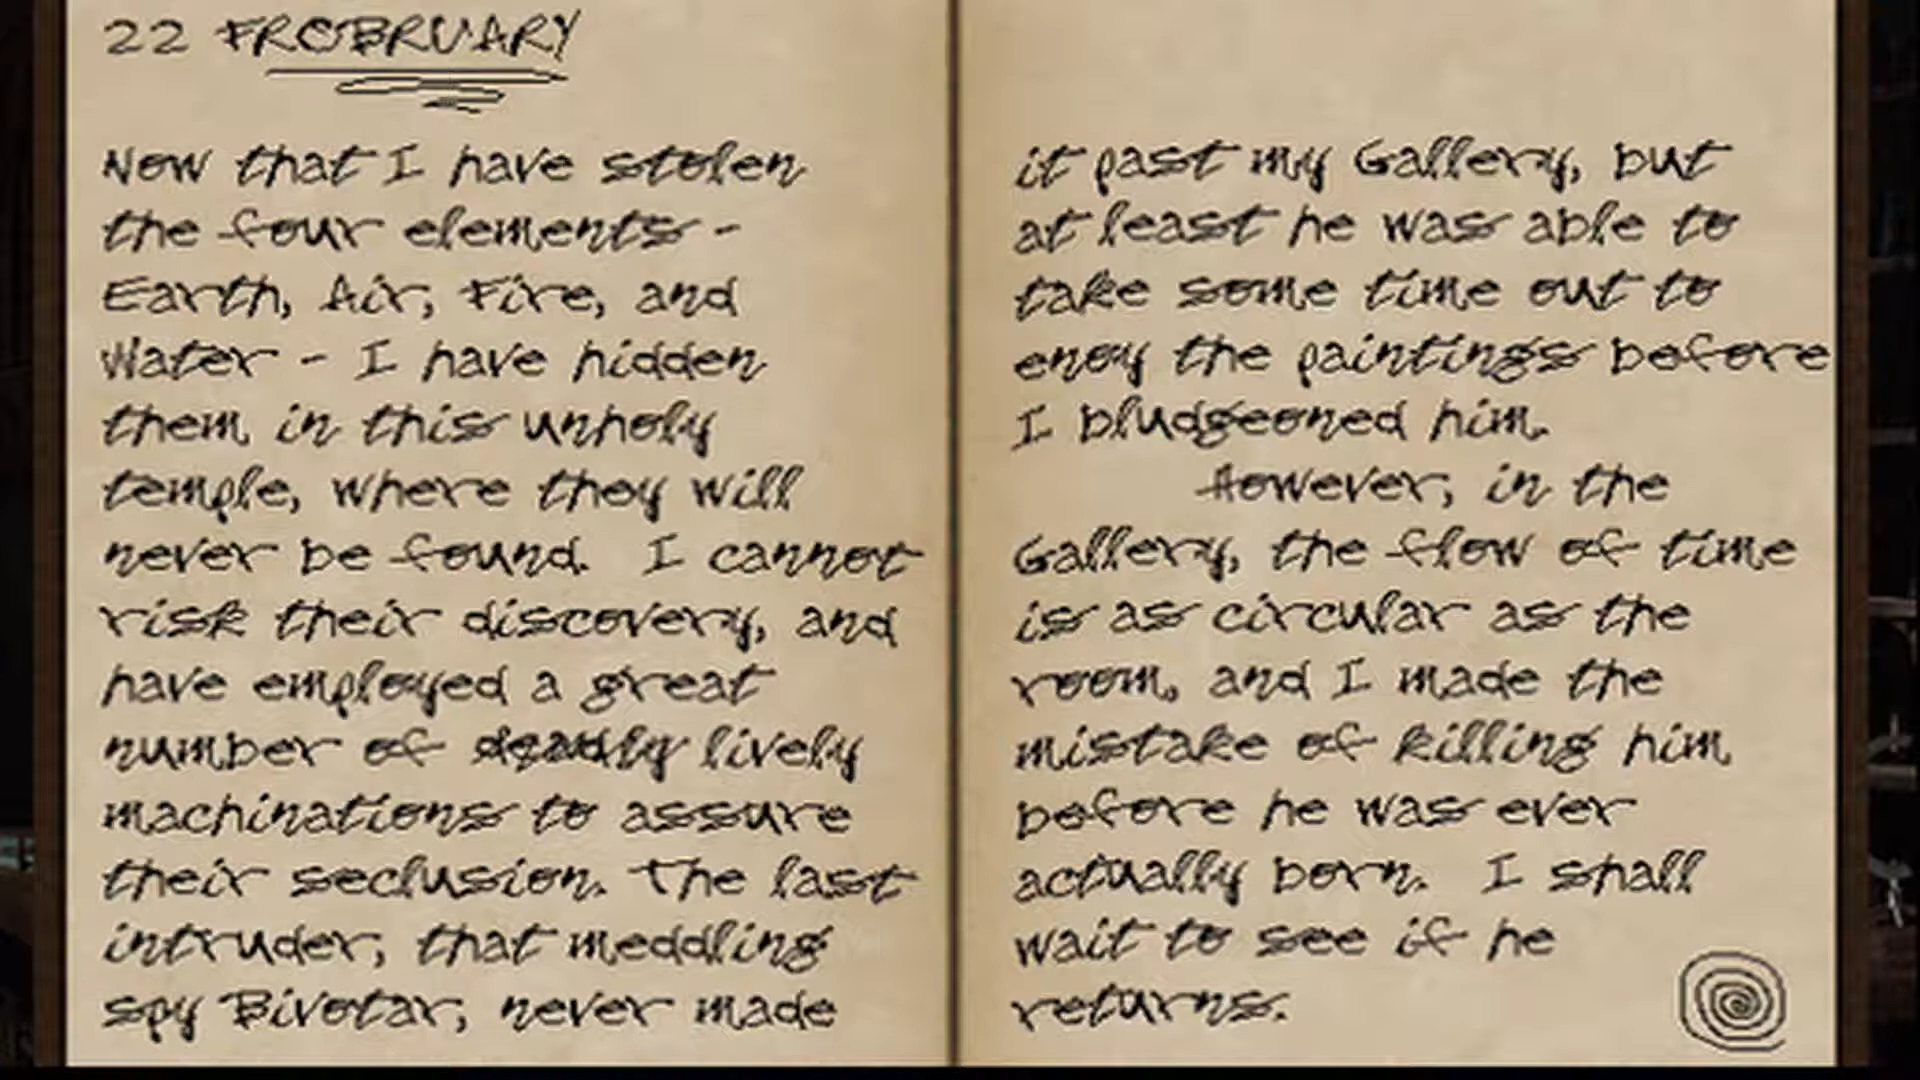 22 FROBRUARY
Now that I have stolen
the four elements -
Earth, Air, Fire, and
Water - I have hidden
them in this unholy
temple, where they will
never be found. I cannot
risk their discovery, and
have employed a great
number of deadly lively
machinations to assure
their seclusion. The last
intruder, that meddling
spy Bivotar, never made
it past my Gallery, but
at least he was able to
take some time out to
enoy the paintings before
I bludgeoned him.
However, in the
Gallery, the flow of time
is as circular as the
room, and I made the
mistake of killing him
before he was ever
actually born. I shall
wait to see if he
returns.